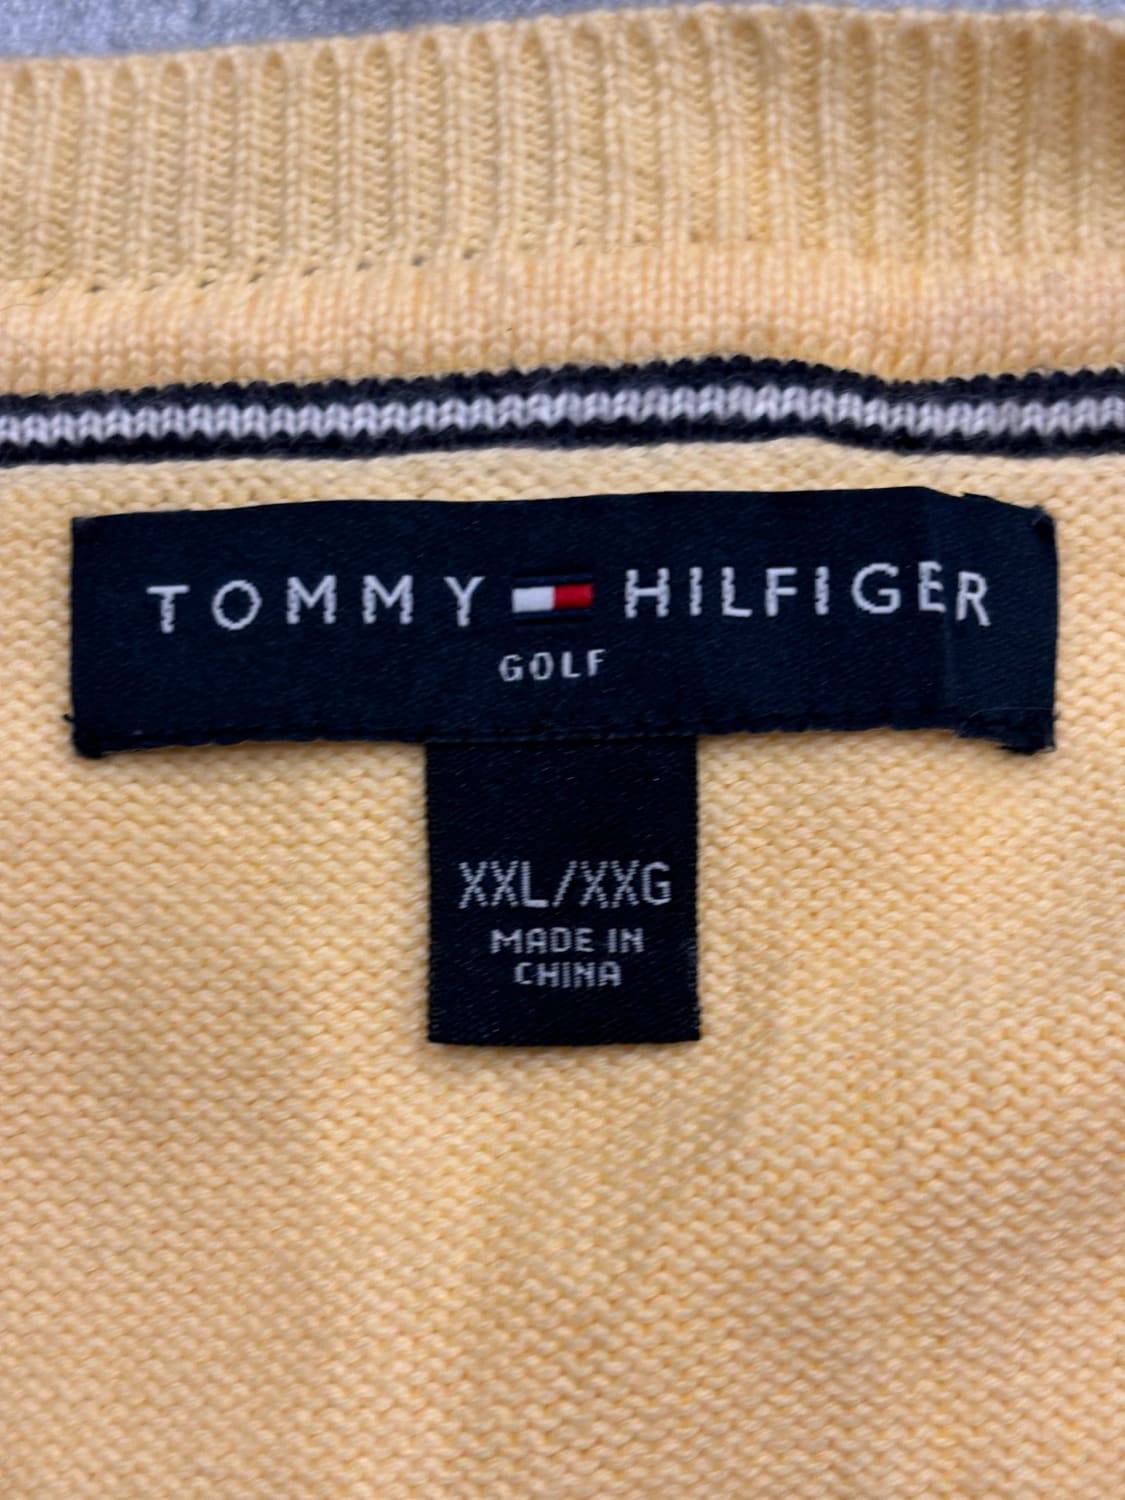 TOMMY HILFIGER
GOLF
XXL/XXG
MADE IN
CHINA